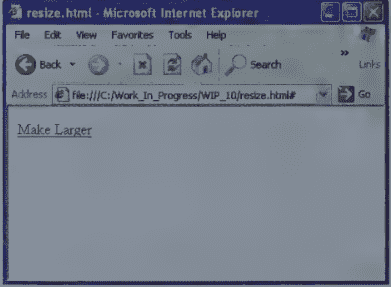 resize.html - Microsoft Internet Explorer
File Edit View Favorites Tools Help
Back Search Links
Address file:///C:/Work_In_Progress/WIP_10/resize.html# Go
Make Larger